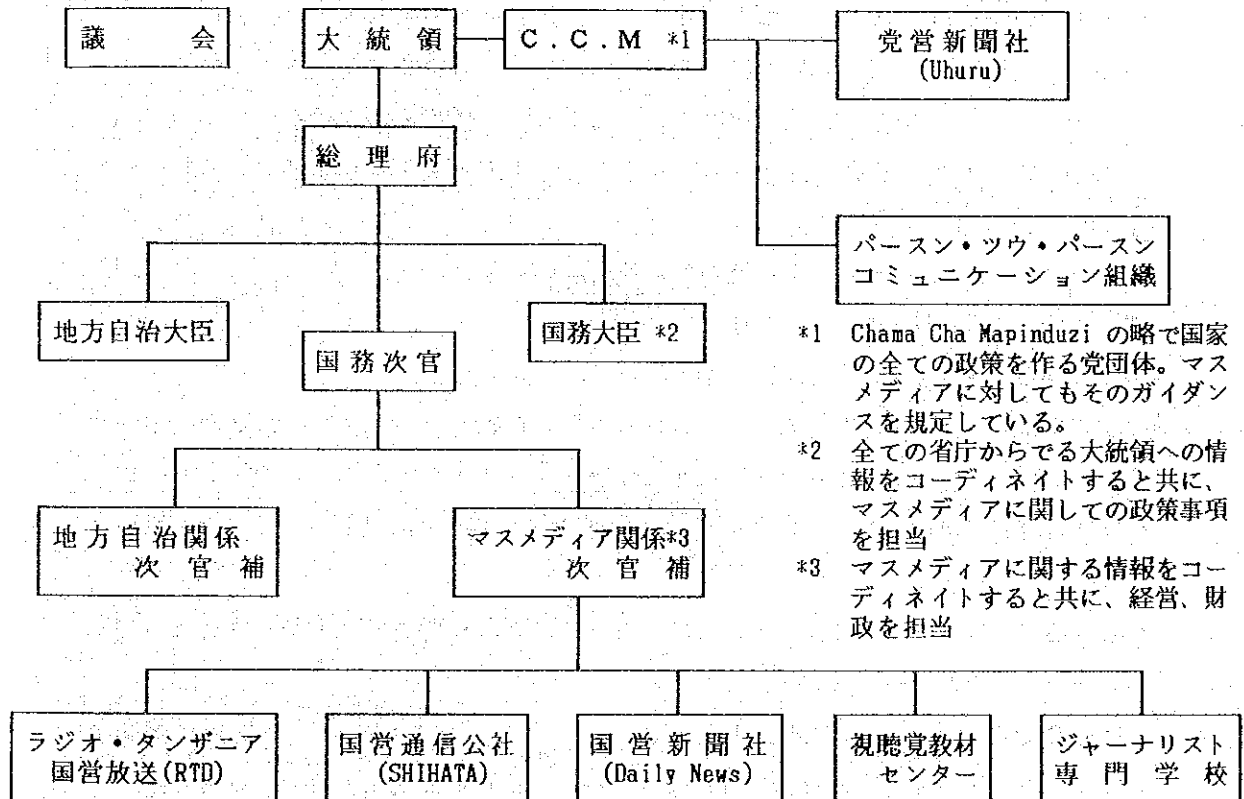 議会
大統領
C.C.M *1
党営新聞社
(Uhuru)
総理府
パースン・ツウ・パースン
コミュニケーション組織
地方自治大臣
国務次官
国務大臣 *2
*1 Chama Cha Mapinduzi の略で国家
の全ての政策を作る党団体。マス
メディアに対してもそのガイダン
スを規定している。
*2 全ての省庁からでる大統領への情
報をコーディネイトすると共に、
マスメディアに関しての政策事項
を担当
*3 マスメディアに関する情報をコー
ディネイトすると共に、経営、財
政を担当
地方自治関係
次官補
マスメディア関係*3
次官補
ラジオ・タンザニア
国営放送(RTD)
国営通信公社
(SHIHATA)
国営新聞社
(Daily News)
視聴覚教材
センター
ジャーナリスト
専門学校